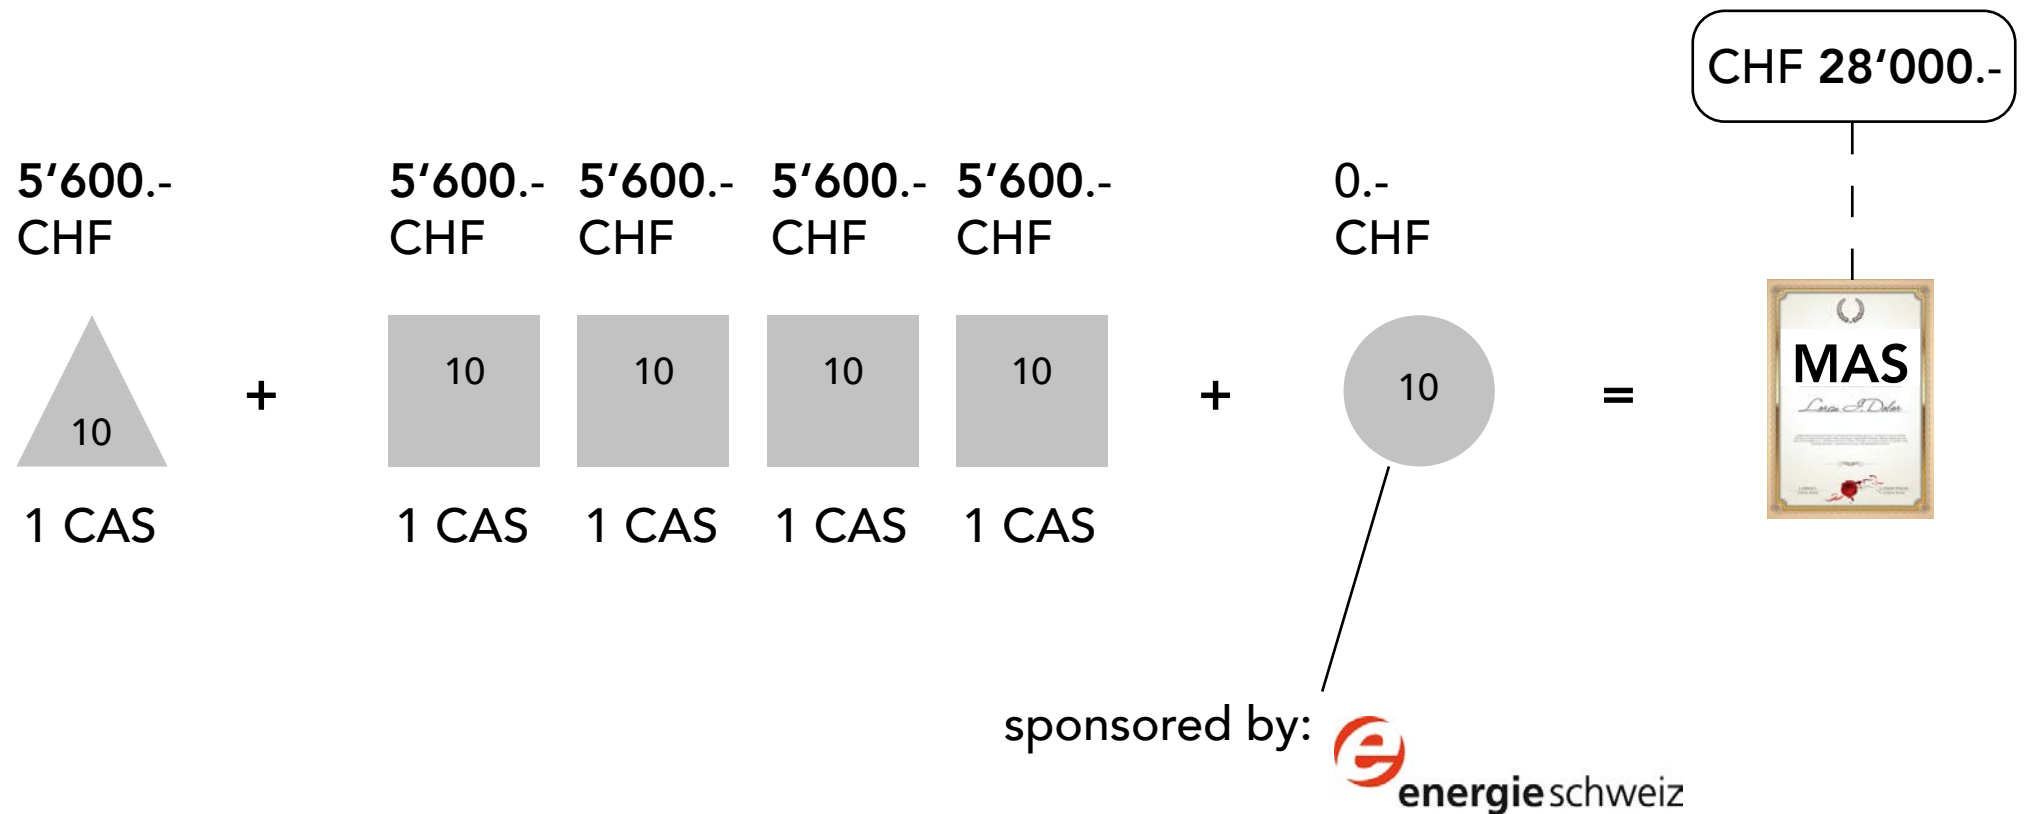 CHF 28‘000.-
5‘600.-
CHF
5‘600.-
CHF
5‘600.-
CHF
5‘600.-
CHF
5‘600.-
CHF
0.-
CHF
10
+
10
10
10
10
+
10
=
MAS
1 CAS
1 CAS
1 CAS
1 CAS
1 CAS
sponsored by:
energieschweiz